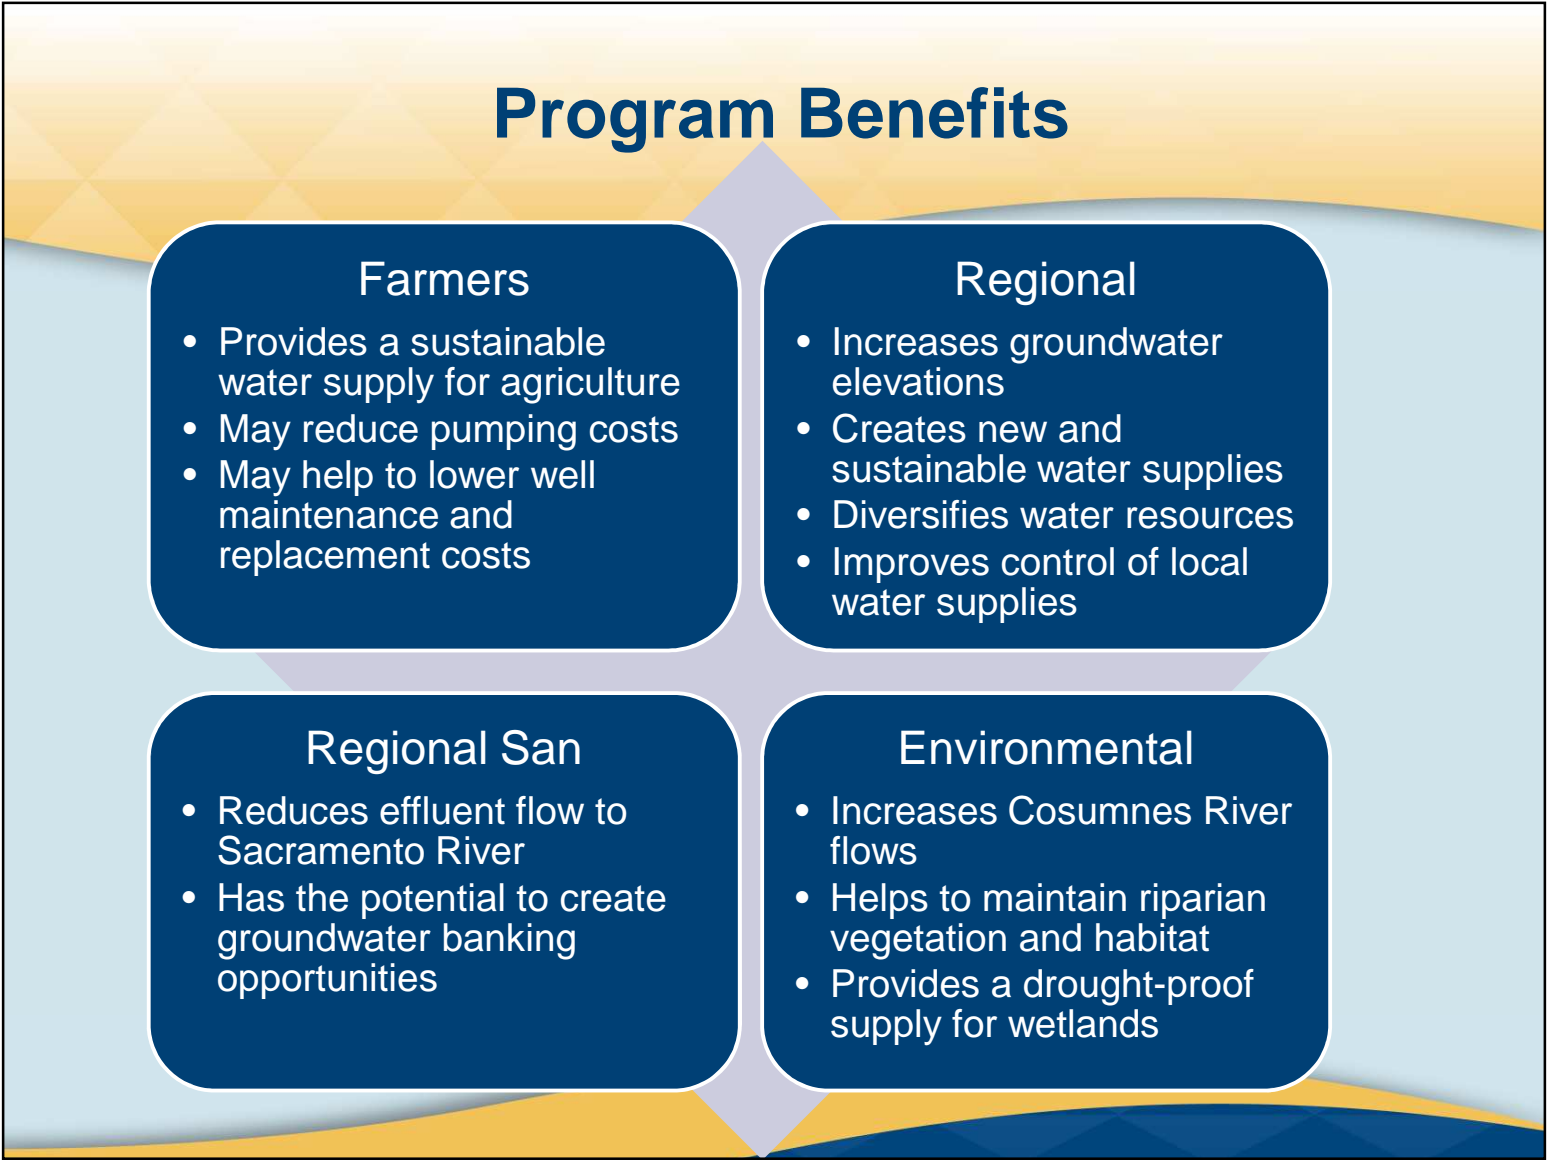 Program Benefits
Farmers
• Provides a sustainable
water supply for agriculture
• May reduce pumping costs
• May help to lower well
maintenance and
replacement costs
Regional
• Increases groundwater
elevations
• Creates new and
sustainable water supplies
• Diversifies water resources
• Improves control of local
water supplies
Regional San
• Reduces effluent flow to
Sacramento River
• Has the potential to create
groundwater banking
opportunities
Environmental
• Increases Cosumnes River
flows
• Helps to maintain riparian
vegetation and habitat
• Provides a drought-proof
supply for wetlands